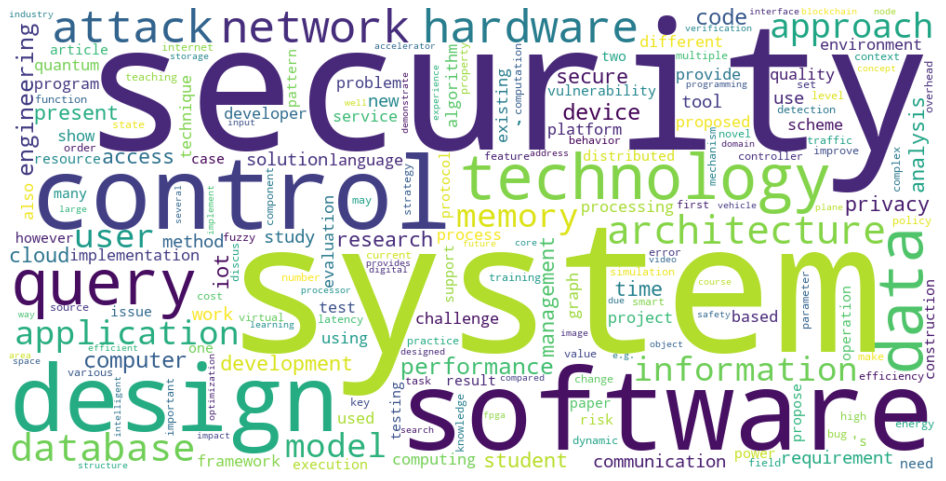 industry
attack
network
hardware
code
interface
blockchain
node
verification
approach
security
engineering
article
internet
storage
accelerator
different
multiple
environment
context
concept
quantum
program
function
present
teaching
experience
well
demonstrate
computation
algorithm
property
pattern
technique
problem
new
service
developer
state
input
existing
two
secure
vulnerability
device
platform
behavior
provide
tool
proposed
programming
quality
set
use
level
detection
scheme
novel
traffic
improve
overhead
analysis
complex
show
order
resource
access
case
solution
language
feature
address
distributed
domain
mechanism
controller
also
many
large
several
implement
component
may
strategy
protocol
control
technology
processing
first
vehicle
plane
privacy
policy
however
user
method
fuzzy
study
research
memory
process
architecture
cloud
implementation
discus
evaluation
current
provides
digital
future
core
error
video
simulation
iot
query
system
data
issue
source
way
cost
work
number
virtual
learning
processor
test
latency
support
training
management
graph
time
due
smart
course
project
safety
based
parameter
operation
construction
application
efficient
area
space
computer
one
using
challenge
practice
designed
image
value
e.g.
object
make
efficiency
various
development
optimization
performance
information
design
intelligent
important
impact
used
key
testing
task
search
result
compared
knowledge
fpga
change
paper
risk
propose
high
bug
's
energy
software
database
model
structure
framework
execution
computing
student
dynamic
communication
power
field
requirement
need